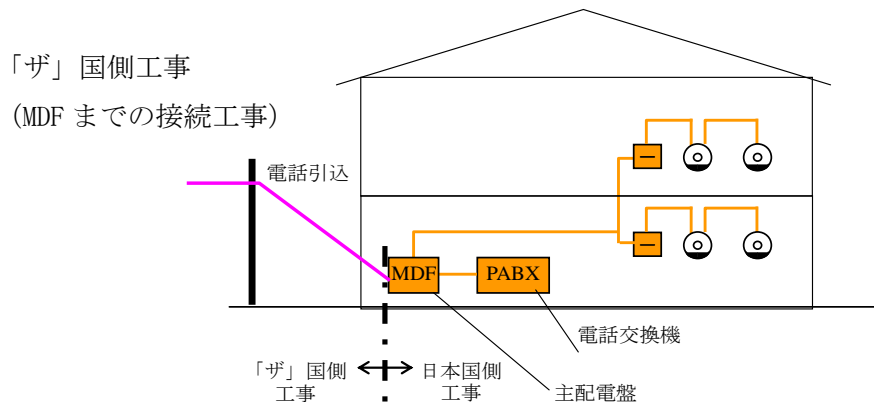 「ザ」国側工事
(MDF までの接続工事)
電話引込
MDF
PABX
電話交換機
「ザ」国側
工事
日本国側
工事
主配電盤